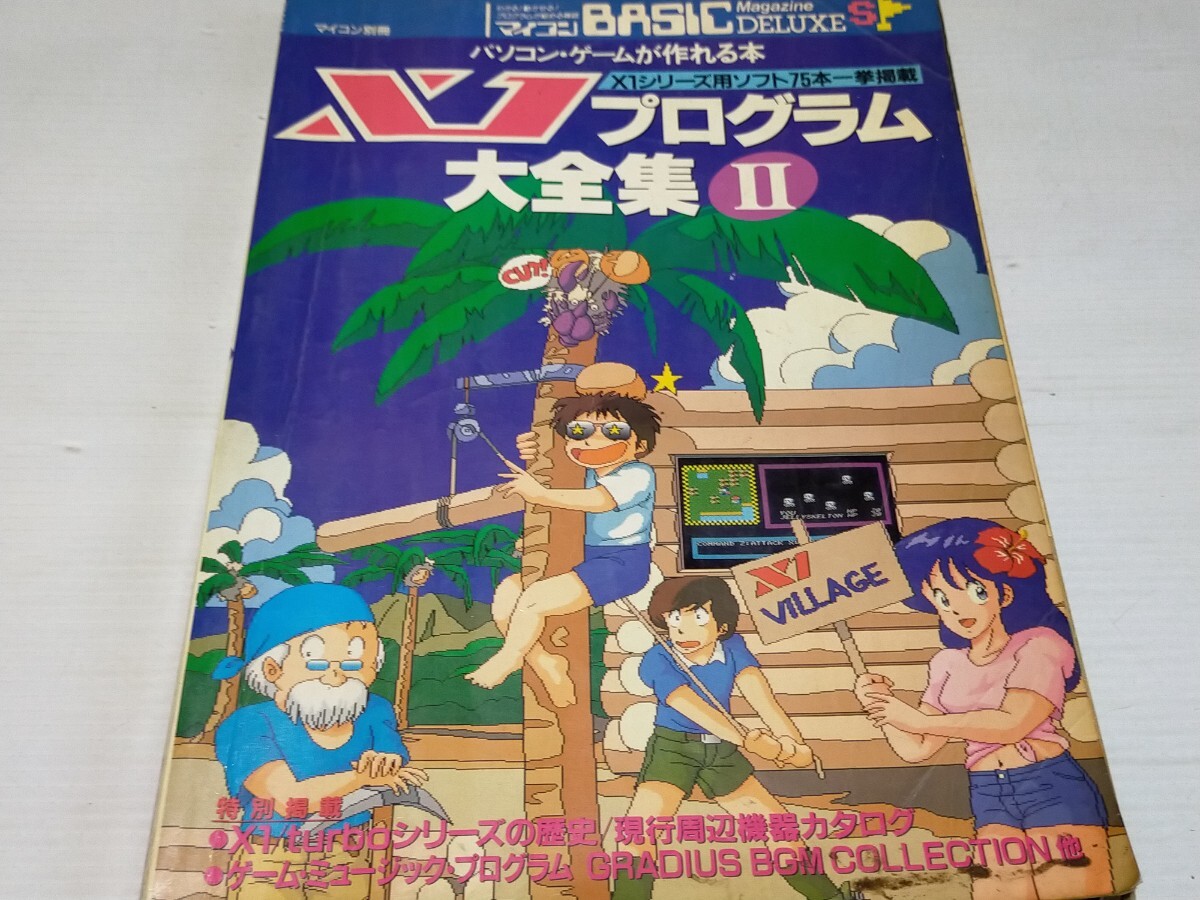 マイコン別冊
マイコン BASIC Magazine DELUXE
パソコン・ゲームが作れる本
X1シリーズ用ソフト75本一挙掲載
X1プログラム
大全集 II
CUT!
YOU
COMMAND
X1
VILLAGE
特別掲載
X1 turboシリーズの歴史/現行周辺機器カタログ
ゲーム・ミュージック・プログラム GRADIUS BGM COLLECTION 他